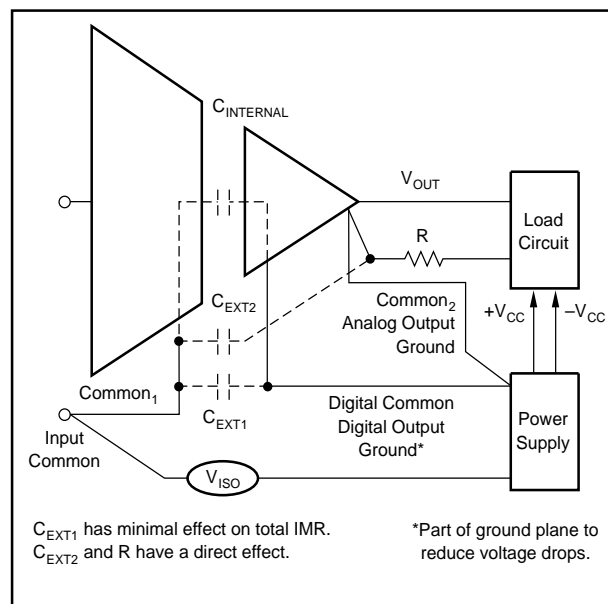 C_INTERNAL
V_OUT
Load
Circuit
R
C_EXT2
Common_2
Analog Output
Ground
+V_CC
–V_CC
Common_1
C_EXT1
Digital Common
Digital Output
Ground*
Power
Supply
Input
Common
V_ISO
C_EXT1 has minimal effect on total IMR.
C_EXT2 and R have a direct effect.
*Part of ground plane to
reduce voltage drops.